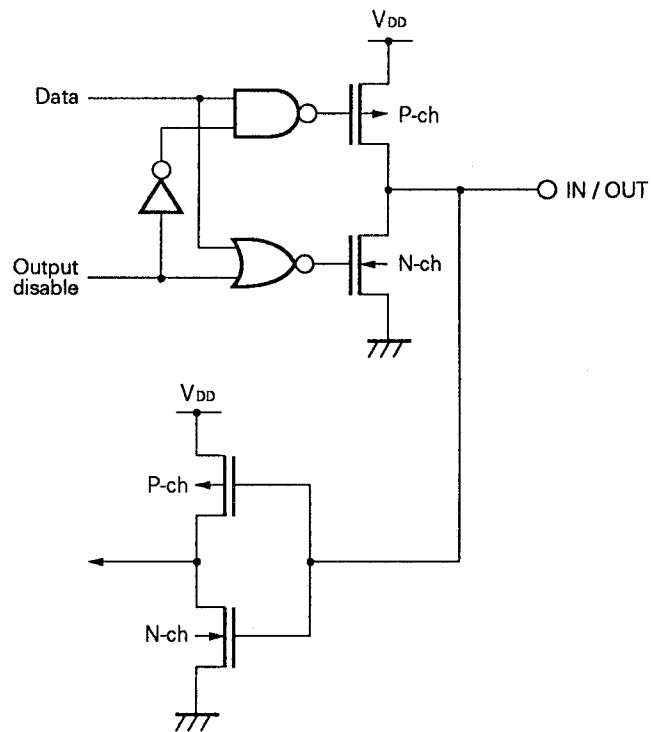 VDD
Data
P-ch
IN / OUT
Output
disable
N-ch
VDD
P-ch
N-ch